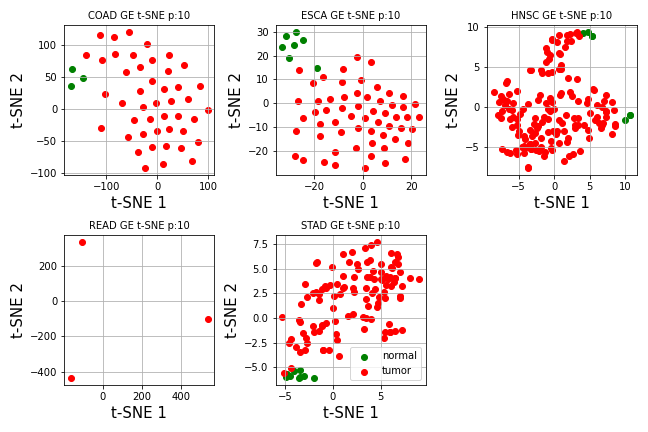 COAD GE t-SNE p:10
ESCA GE t-SNE p:10
HNSC GE t-SNE p:10
t-SNE 2
100
50
0
−50
−100
−100
0
100
t-SNE 1
t-SNE 2
30
20
10
0
−10
−20
−20
0
20
t-SNE 1
t-SNE 2
10
5
0
−5
−5
0
5
10
t-SNE 1
READ GE t-SNE p:10
STAD GE t-SNE p:10
t-SNE 2
200
0
−200
−400
0
200
400
t-SNE 1
t-SNE 2
7.5
5.0
2.5
0.0
−2.5
−5.0
−5
0
5
t-SNE 1
normal
tumor